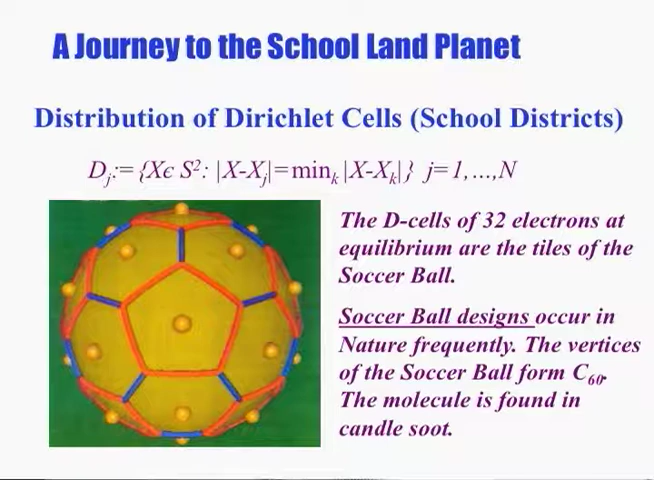 A Journey to the School Land Planet
Distribution of Dirichlet Cells (School Districts)
Dj:={Xϵ S²: |X-Xj|=mink|X-Xk|} j=1,...,N
The D-cells of 32 electrons at
equilibrium are the tiles of the
Soccer Ball.
Soccer Ball designs occur in
Nature frequently. The vertices
of the Soccer Ball form C60.
The molecule is found in
candle soot.